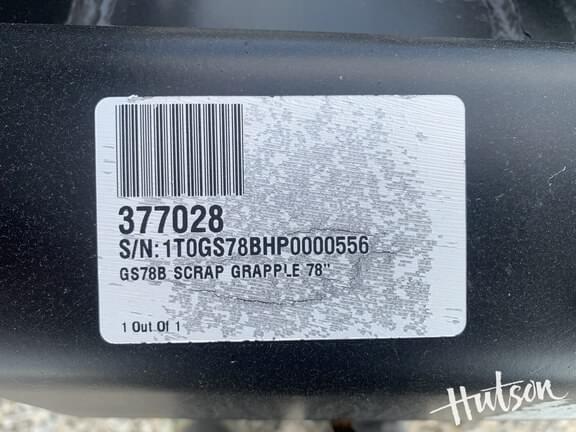 377028
S/N:1T0GS78BHP0000556
GS78B SCRAP GRAPPLE 78"
1 Out Of 1
Hutson